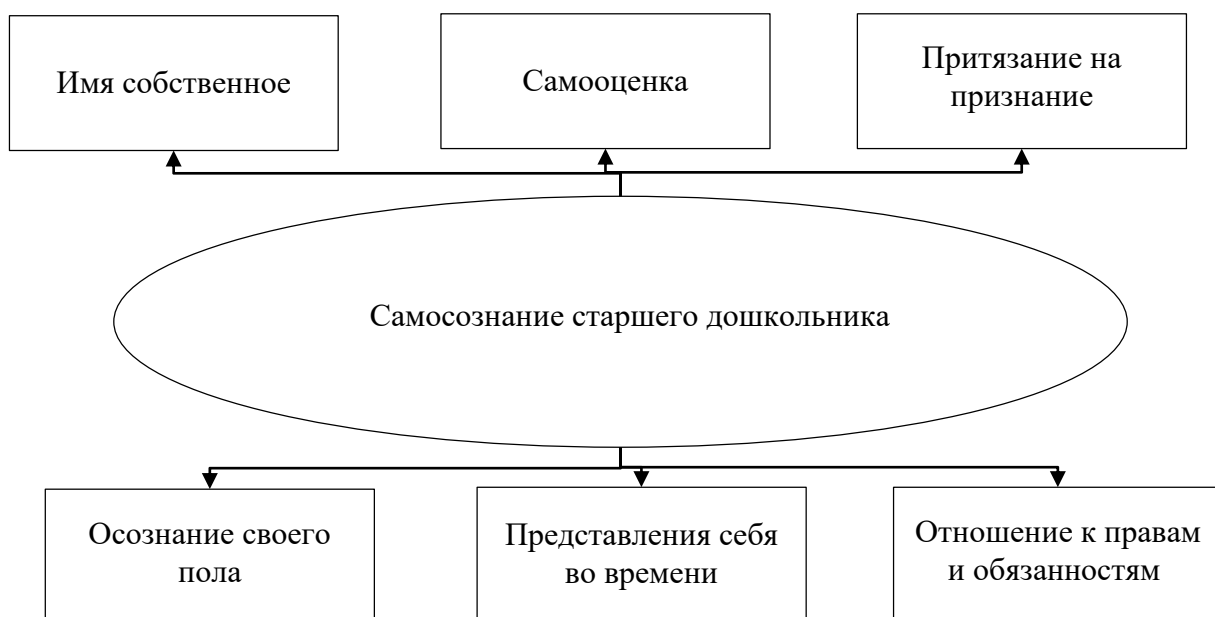 Имя собственное
Самооценка
Притязание на
признание
Самосознание старшего дошкольника
Осознание своего
пола
Представления себя
во времени
Отношение к правам
и обязанностям